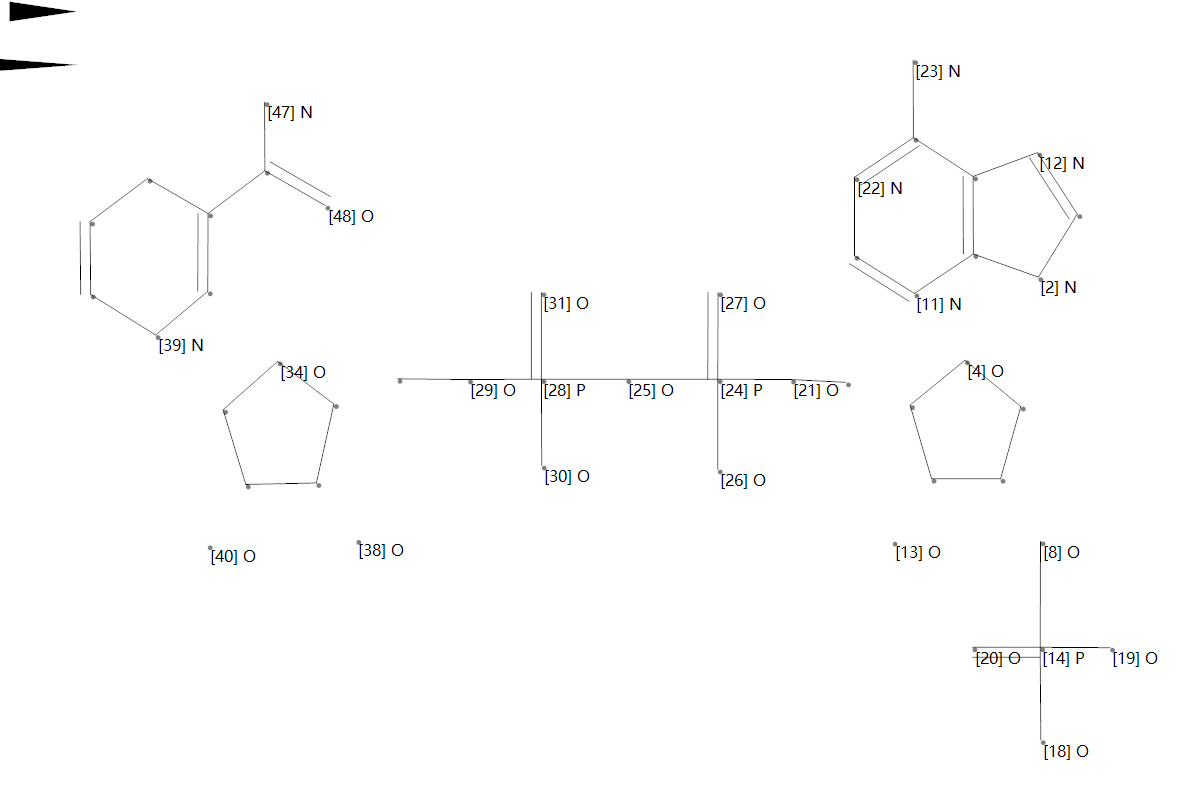 [23] N
[47] N
[12] N
[22] N
[48] O
[2] N
[31] O
[27] O
[11] N
[39] N
[34] O
[4] O
[29] O
[28] P
[25] O
[24] P
[21] O
[30] O
[26] O
[40] O
[38] O
[13] O
[8] O
[20] O
[14] P
[19] O
[18] O